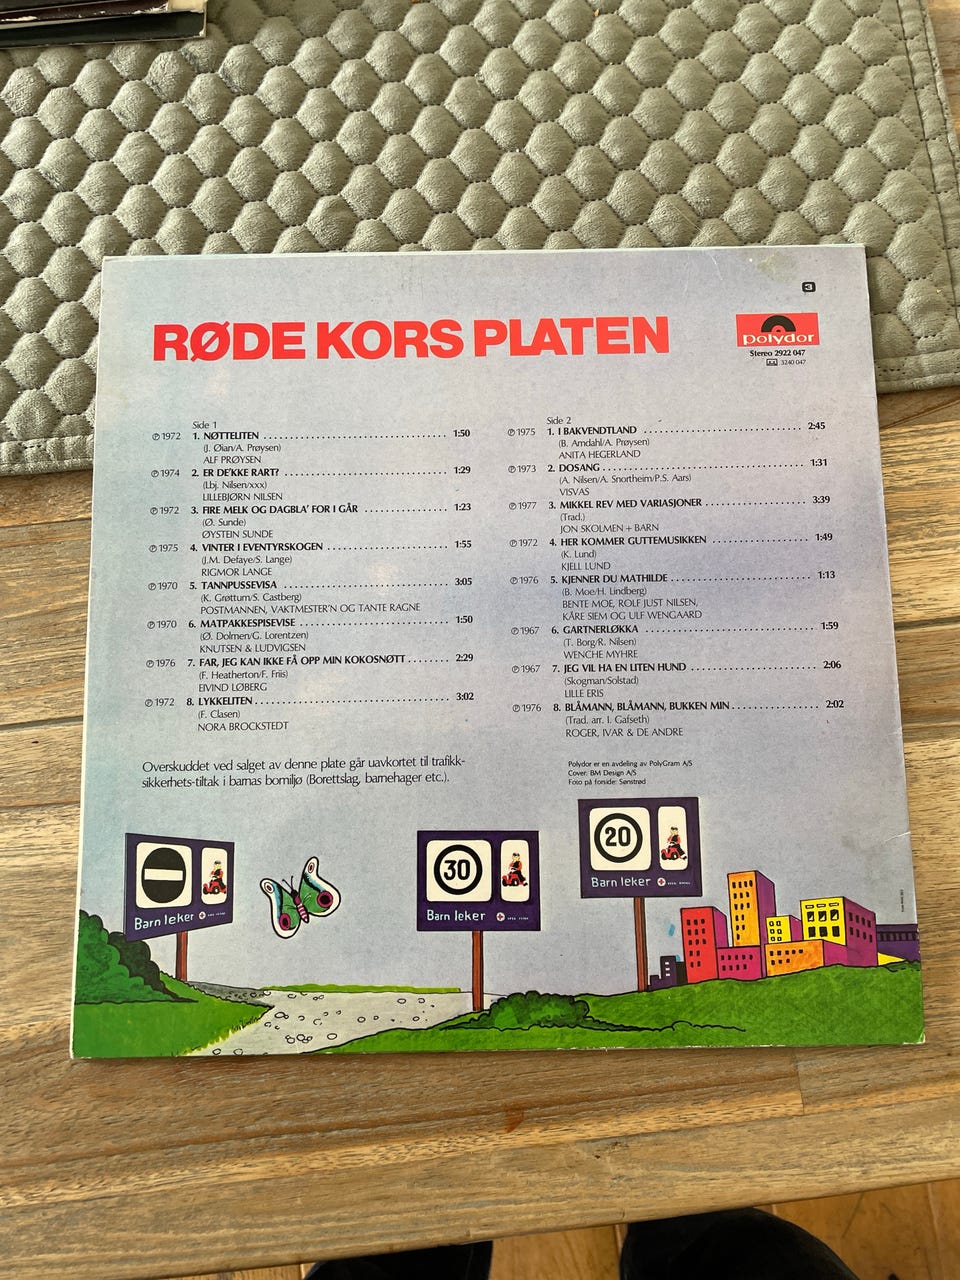 3
RØDE KORS PLATEN
polydor
Stereo 2922 047
3240 047
Side 1
℗ 1972 1. NØTTELITEN 1:50
(J. Øian/A. Prøysen)
ALF PRØYSEN
℗ 1974 2. ER DE'KKE RART? 1:29
(Lbj. Nilsen/xxx)
LILLEBJØRN NILSEN
℗ 1972 3. FIRE MELK OG DAGBLA' FOR I GÅR 1:23
(Ø. Sunde)
ØYSTEIN SUNDE
℗ 1975 4. VINTER I EVENTYRSKOGEN 1:55
(J.M. Defaye/S. Lange)
RIGMOR LANGE
℗ 1970 5. TANNPUSSEVISA 3:05
(K. Grøttum/S. Castberg)
POSTMANNEN, VAKTMESTER'N OG TANTE RAGNE
℗ 1970 6. MATPAKKESPISEVISE 1:50
(Ø. Dolmen/G. Lorentzen)
KNUTSEN & LUDVIGSEN
℗ 1976 7. FAR, JEG KAN IKKE FÅ OPP MIN KOKOSNØTT 2:29
(F. Heatherton/F. Friis)
EIVIND LØBERG
℗ 1972 8. LYKKELITEN 3:02
(F. Clasen)
NORA BROCKSTEDT
Side 2
℗ 1975 1. I BAKVENDTLAND 2:45
(B. Amdahl/A. Prøysen)
ANITA HEGERLAND
℗ 1973 2. DOSANG 1:31
(A. Nilsen/A. Snortheim/P.S. Aars)
VISVAS
℗ 1977 3. MIKKEL REV MED VARIASJONER 3:39
(Trad.)
JON SKOLMEN + BARN
℗ 1972 4. HER KOMMER GUTTEMUSIKKEN 1:49
(K. Lund)
KJELL LUND
℗ 1976 5. KJENNER DU MATHILDE 1:13
(B. Moe/H. Lindberg)
BENTE MOE, ROLF JUST NILSEN,
KÅRE SIEM OG ULF WENGAARD
℗ 1967 6. GARTNERLØKKA 1:59
(T. Borg/R. Nilsen)
WENCHE MYHRE
℗ 1967 7. JEG VIL HA EN LITEN HUND 2:06
(Skogman/Solstad)
LILLE ERIS
℗ 1976 8. BLÅMANN, BLÅMANN, BUKKEN MIN 2:02
(Trad. arr. I. Gafseth)
ROGER, IVAR & DE ANDRE
Overskuddet ved salget av denne plate går uavkortet til trafikk-
sikkerhets-tiltak i barnas bomiljø (Borettslag, barnehager etc.).
Polydor er en avdeling av PolyGram A/S
Cover: BM Design A/S
Foto på forside: Sønstrød
Barn leker
30
Barn leker
20
Barn leker